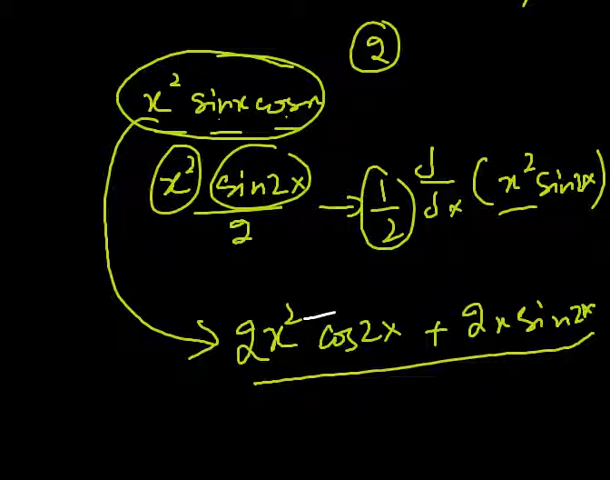 2
x² sinx cosx
x² sin2x / 2 → 1/2 d/dx (x² sin2x)
→ 2x² cos2x + 2x sin2x